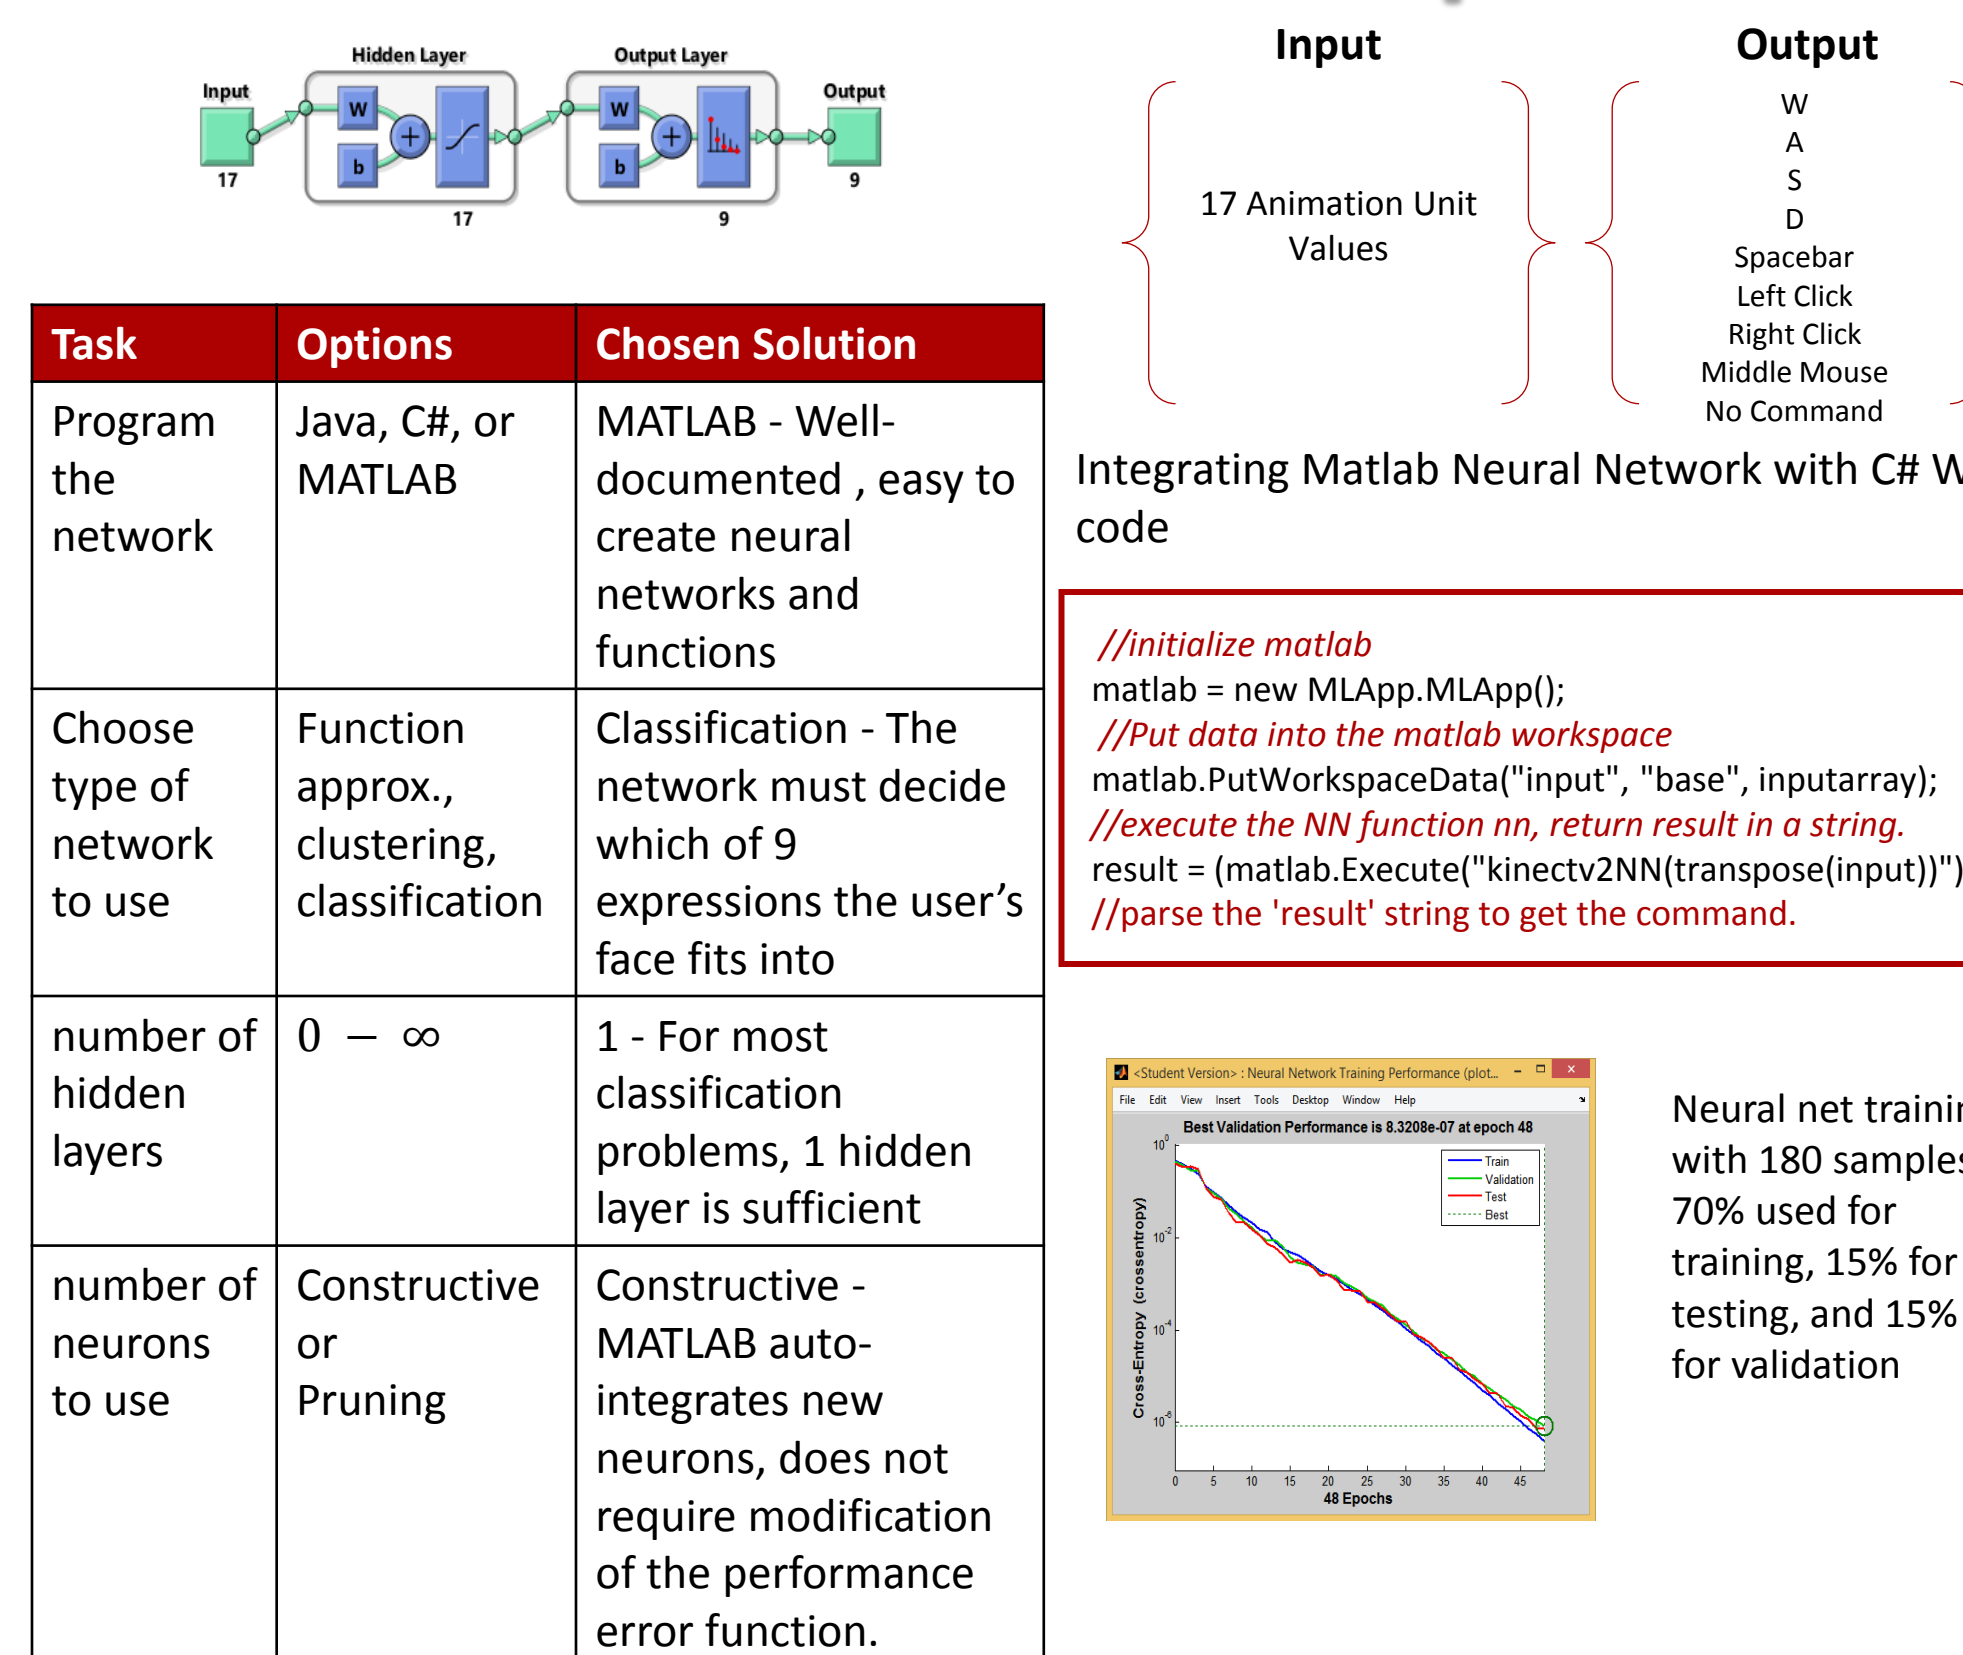 Hidden Layer
Output Layer
Input
Output
W
b
W
b
17
17
9
9
Task
Options
Chosen Solution
Program
the
network
Java, C#, or
MATLAB
MATLAB - Well-
documented , easy to
create neural
networks and
functions
Choose
type of
network
to use
Function
approx.,
clustering,
classification
Classification - The
network must decide
which of 9
expressions the user’s
face fits into
number of
hidden
layers
0 – ∞
1 - For most
classification
problems, 1 hidden
layer is sufficient
number of
neurons
to use
Constructive
or
Pruning
Constructive -
MATLAB auto-
integrates new
neurons, does not
require modification
of the performance
error function.
Input
17 Animation Unit
Values
Output
W
A
S
D
Spacebar
Left Click
Right Click
Middle Mouse
No Command
Integrating Matlab Neural Network with C#
code
//initialize matlab
matlab = new MLApp.MLApp();
//Put data into the matlab workspace
matlab.PutWorkspaceData("input", "base", inputarray);
//execute the NN function nn, return result in a string.
result = (matlab.Execute("kinectv2NN(transpose(input))")
//parse the 'result' string to get the command.
<Student Version> : Neural Network Training Performance (plot...
File Edit View Insert Tools Desktop Window Help
Best Validation Performance is 8.3208e-07 at epoch 48
Train
Validation
Test
Best
Cross-Entropy (crossentropy)
10^0
10^-2
10^-4
10^-6
0 5 10 15 20 25 30 35 40 45
48 Epochs
Neural net
with 180 samples
70% used for
training, 15% for
testing, and 15%
for validation